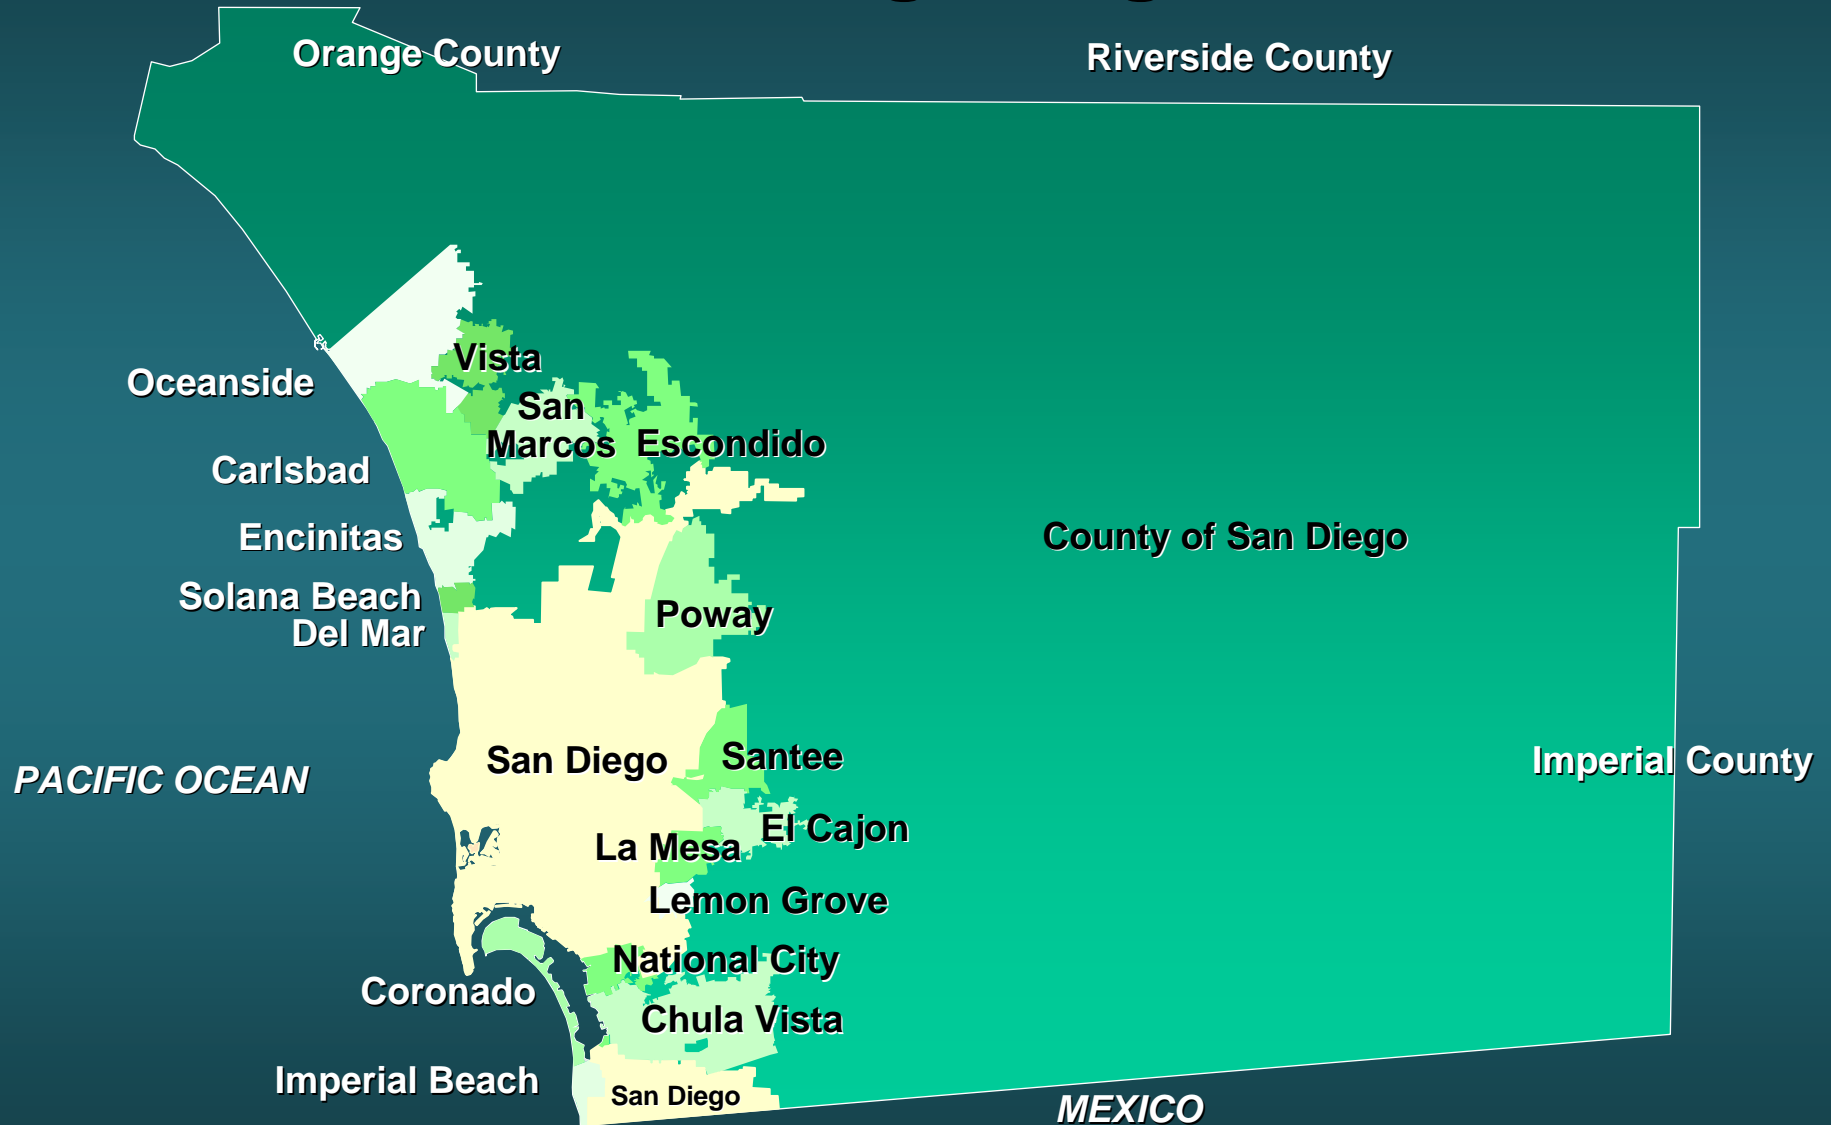 Orange County
Riverside County
Vista
Oceanside
San
Marcos
Escondido
Carlsbad
Encinitas
County of San Diego
Solana Beach
Del Mar
Poway
San Diego
Santee
Imperial County
PACIFIC OCEAN
El Cajon
La Mesa
Lemon Grove
National City
Coronado
Chula Vista
Imperial Beach
San Diego
MEXICO